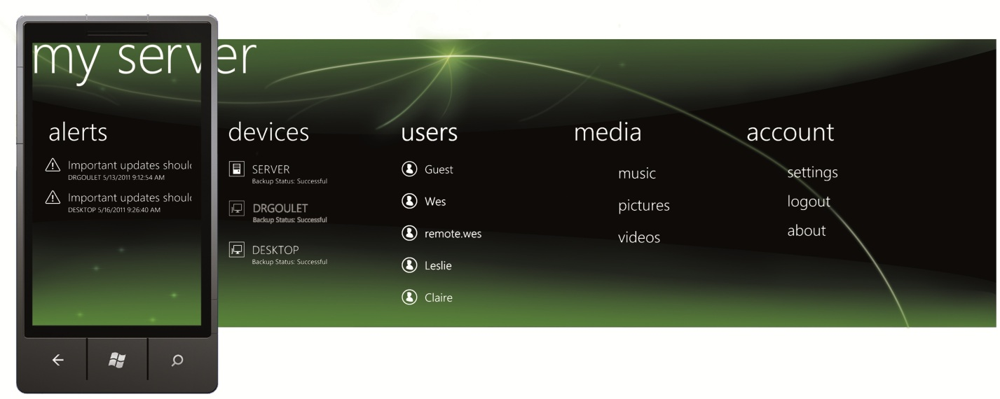 my server
alerts
Important updates shoul
DRGOULET 5/13/2011 9:12:54 AM
Important updates shoul
DESKTOP 5/16/2011 9:26:40 AM
devices
SERVER
Backup Status: Successful
DRGOULET
Backup Status: Successful
DESKTOP
Backup Status: Successful
users
Guest
Wes
remote.wes
Leslie
Claire
media
music
pictures
videos
account
settings
logout
about